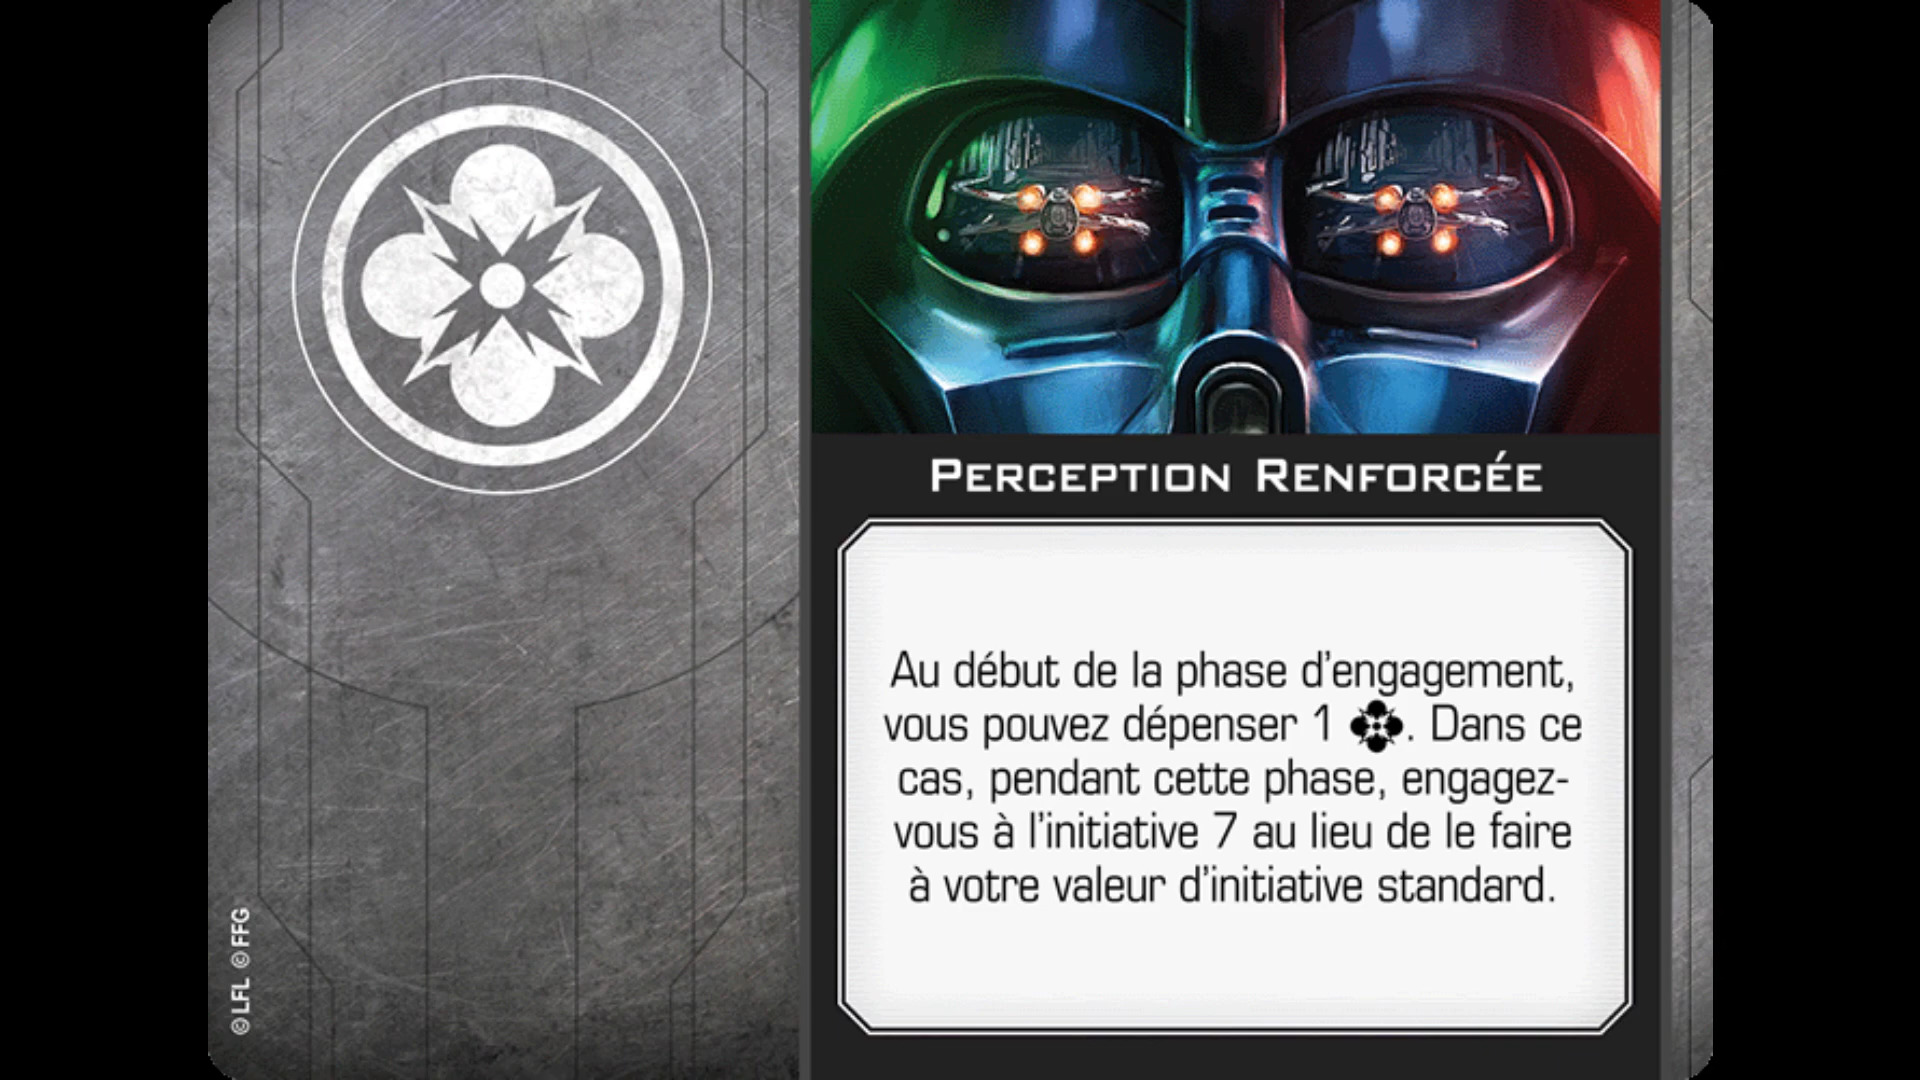 Perception Renforcée
Au début de la phase d'engagement,
vous pouvez dépenser 1 . Dans ce
cas, pendant cette phase, engagez-
vous à l'initiative 7 au lieu de le faire
à votre valeur d'initiative standard.
©LFL ©FFG